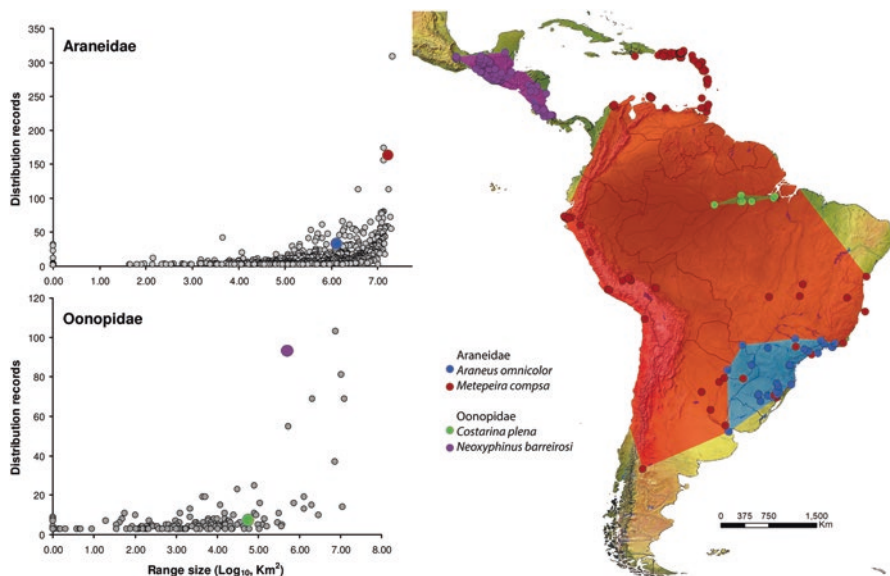 Araneidae
Distribution records
350
300
250
200
150
100
50
0
0.00 1.00 2.00 3.00 4.00 5.00 6.00 7.00
Oonopidae
Distribution records
120
100
80
60
40
20
0
0.00 1.00 2.00 3.00 4.00 5.00 6.00 7.00 8.00
Range size (Log₁₀, Km²)
Araneidae
Araneus omnicolor
Metepeira compsa
Oonopidae
Costarina plena
Neoxyphinus barreirosi
0 375 750 1,500
Km